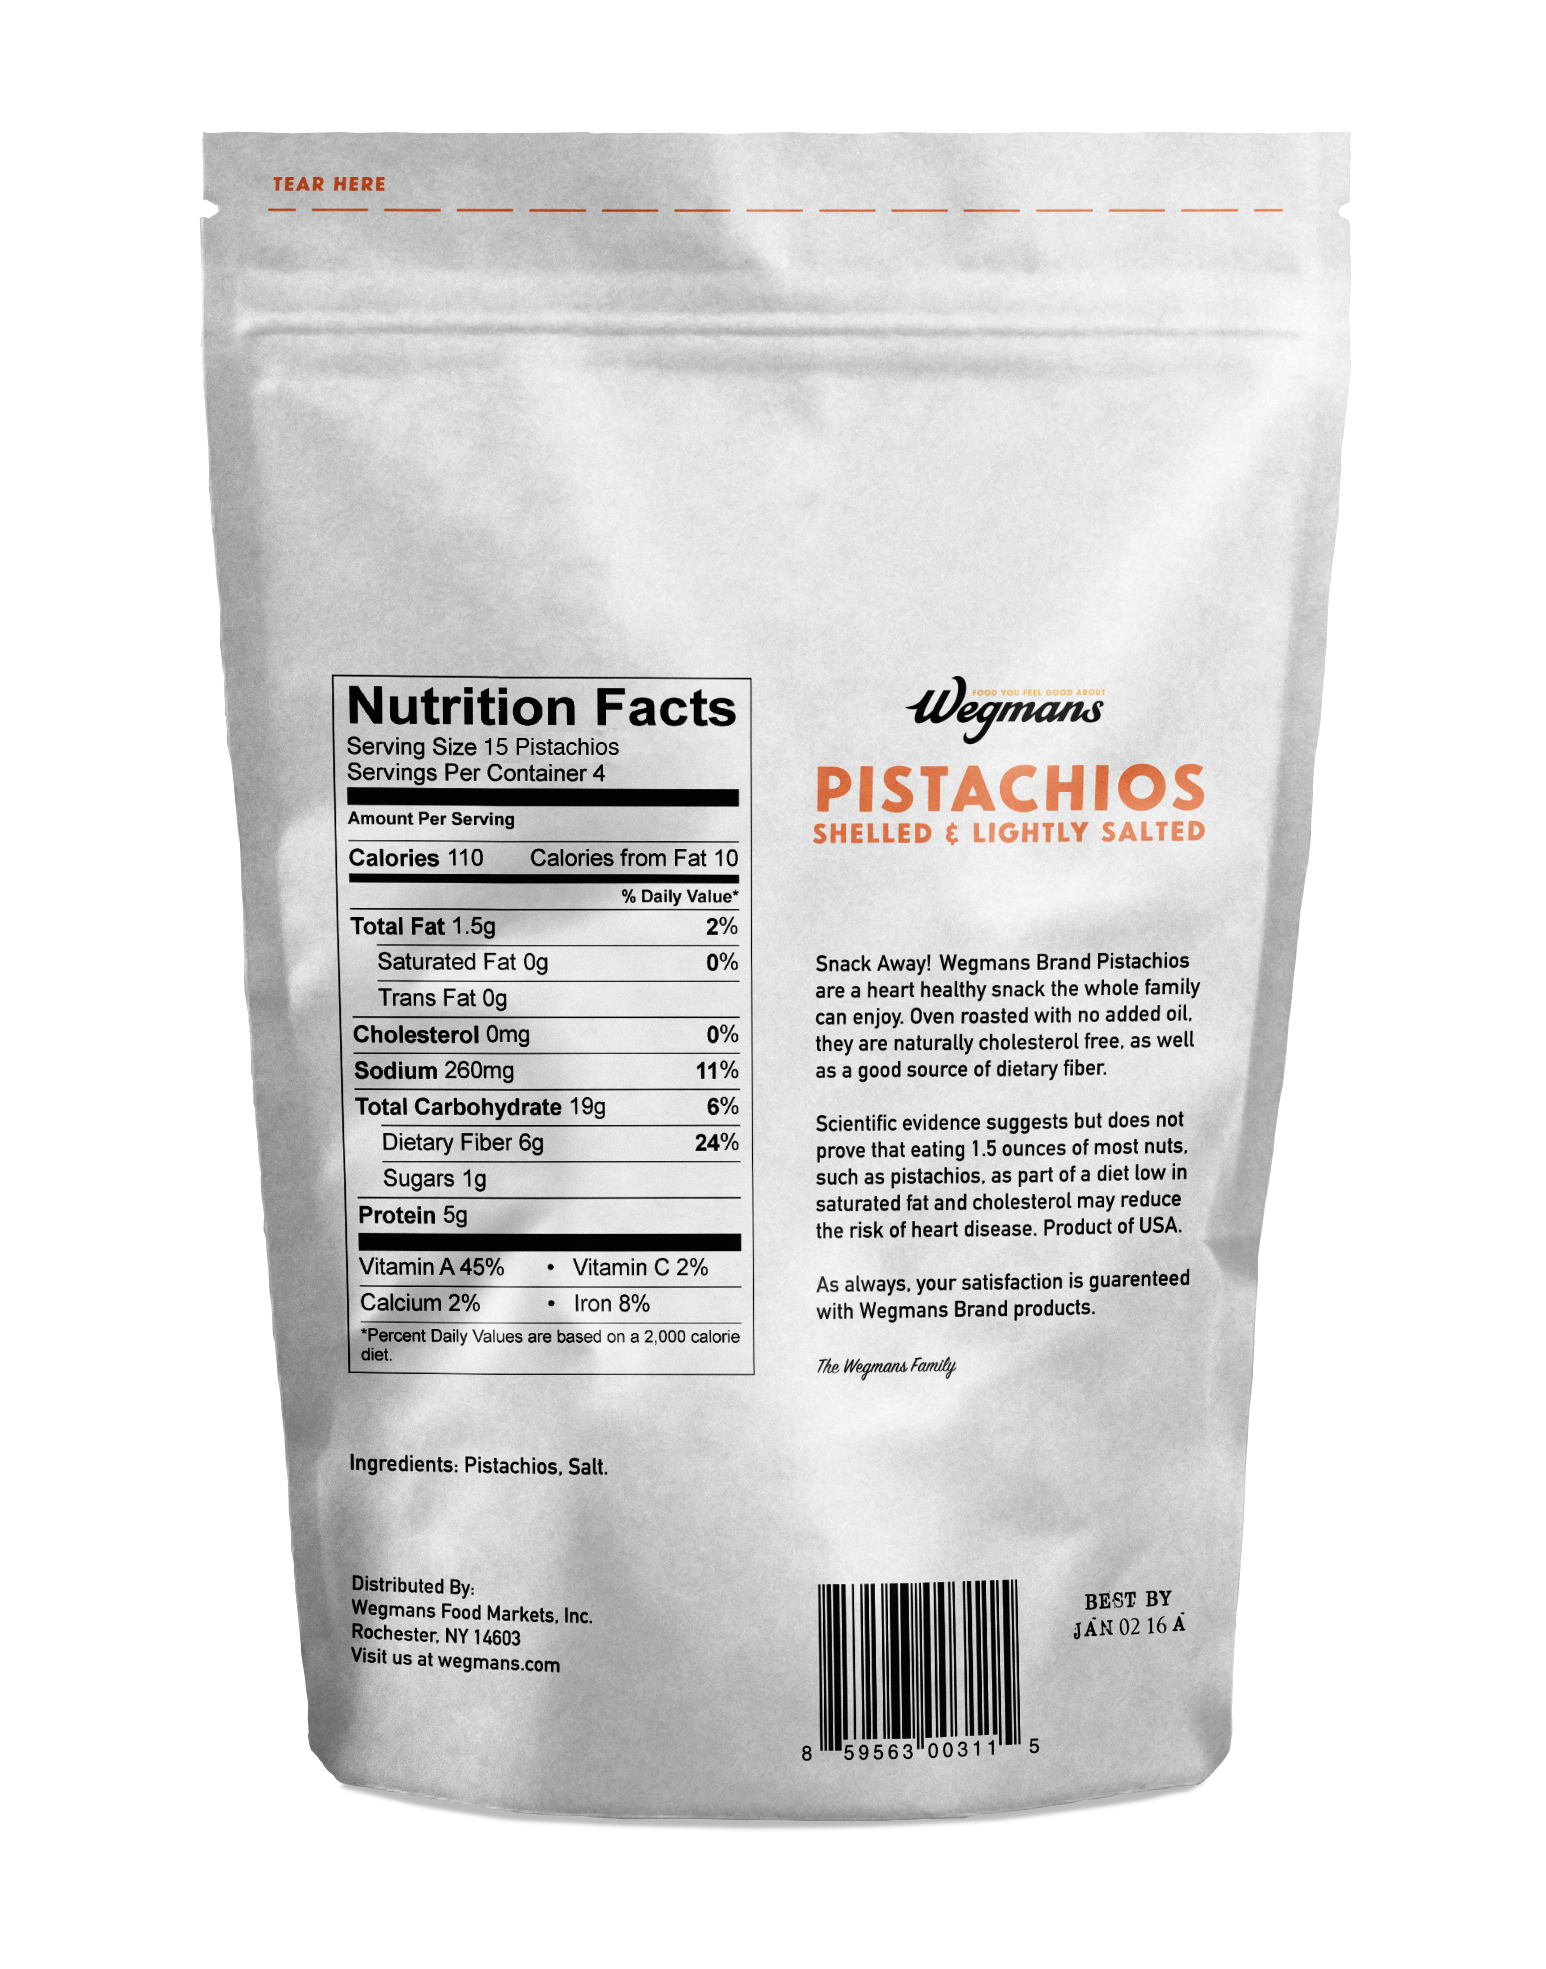 TEAR HERE
Nutrition Facts
Serving Size 15 Pistachios
Servings Per Container 4
Amount Per Serving
Calories 110 Calories from Fat 10
% Daily Value*
Total Fat 1.5g 2%
Saturated Fat 0g 0%
Trans Fat 0g
Cholesterol 0mg 0%
Sodium 260mg 11%
Total Carbohydrate 19g 6%
Dietary Fiber 6g 24%
Sugars 1g
Protein 5g
Vitamin A 45% • Vitamin C 2%
Calcium 2% • Iron 8%
*Percent Daily Values are based on a 2,000 calorie
diet.
Ingredients: Pistachios, Salt.
Distributed By:
Wegmans Food Markets, Inc.
Rochester, NY 14603
Visit us at wegmans.com
FOOD YOU FEEL GOOD ABOUT
Wegmans
PISTACHIOS
SHELLED & LIGHTLY SALTED
Snack Away! Wegmans Brand Pistachios
are a heart healthy snack the whole family
can enjoy. Oven roasted with no added oil,
they are naturally cholesterol free, as well
as a good source of dietary fiber.
Scientific evidence suggests but does not
prove that eating 1.5 ounces of most nuts,
such as pistachios, as part of a diet low in
saturated fat and cholesterol may reduce
the risk of heart disease. Product of USA.
As always, your satisfaction is guarenteed
with Wegmans Brand products.
The Wegmans Family
8 59563 00311 5
BEST BY
JAN 02 16 A